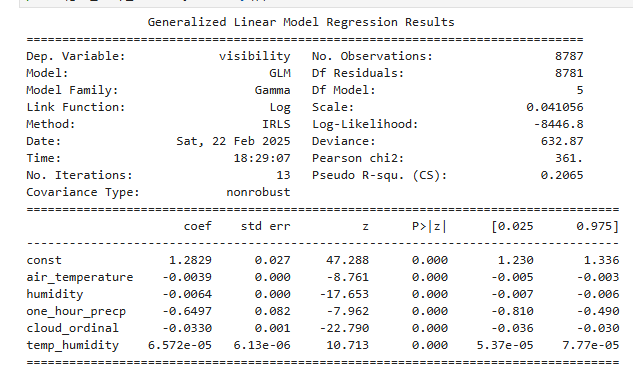 Generalized Linear Model Regression Results
==============================================================================
Dep. Variable: visibility No. Observations: 8787
Model: GLM Df Residuals: 8781
Model Family: Gamma Df Model: 5
Link Function: Log Scale: 0.041056
Method: IRLS Log-Likelihood: -8446.8
Date: Sat, 22 Feb 2025 Deviance: 632.87
Time: 18:29:07 Pearson chi2: 361.
No. Iterations: 13 Pseudo R-squ. (CS): 0.2065
Covariance Type: nonrobust
===================================================================================
coef std err z P>|z| [0.025 0.975]
-----------------------------------------------------------------------------------
const 1.2829 0.027 47.288 0.000 1.230 1.336
air_temperature -0.0039 0.000 -8.761 0.000 -0.005 -0.003
humidity -0.0064 0.000 -17.653 0.000 -0.007 -0.006
one_hour_precp -0.6497 0.082 -7.962 0.000 -0.810 -0.490
cloud_ordinal -0.0330 0.001 -22.790 0.000 -0.036 -0.030
temp_humidity 6.572e-05 6.13e-06 10.713 0.000 5.37e-05 7.77e-05
===================================================================================